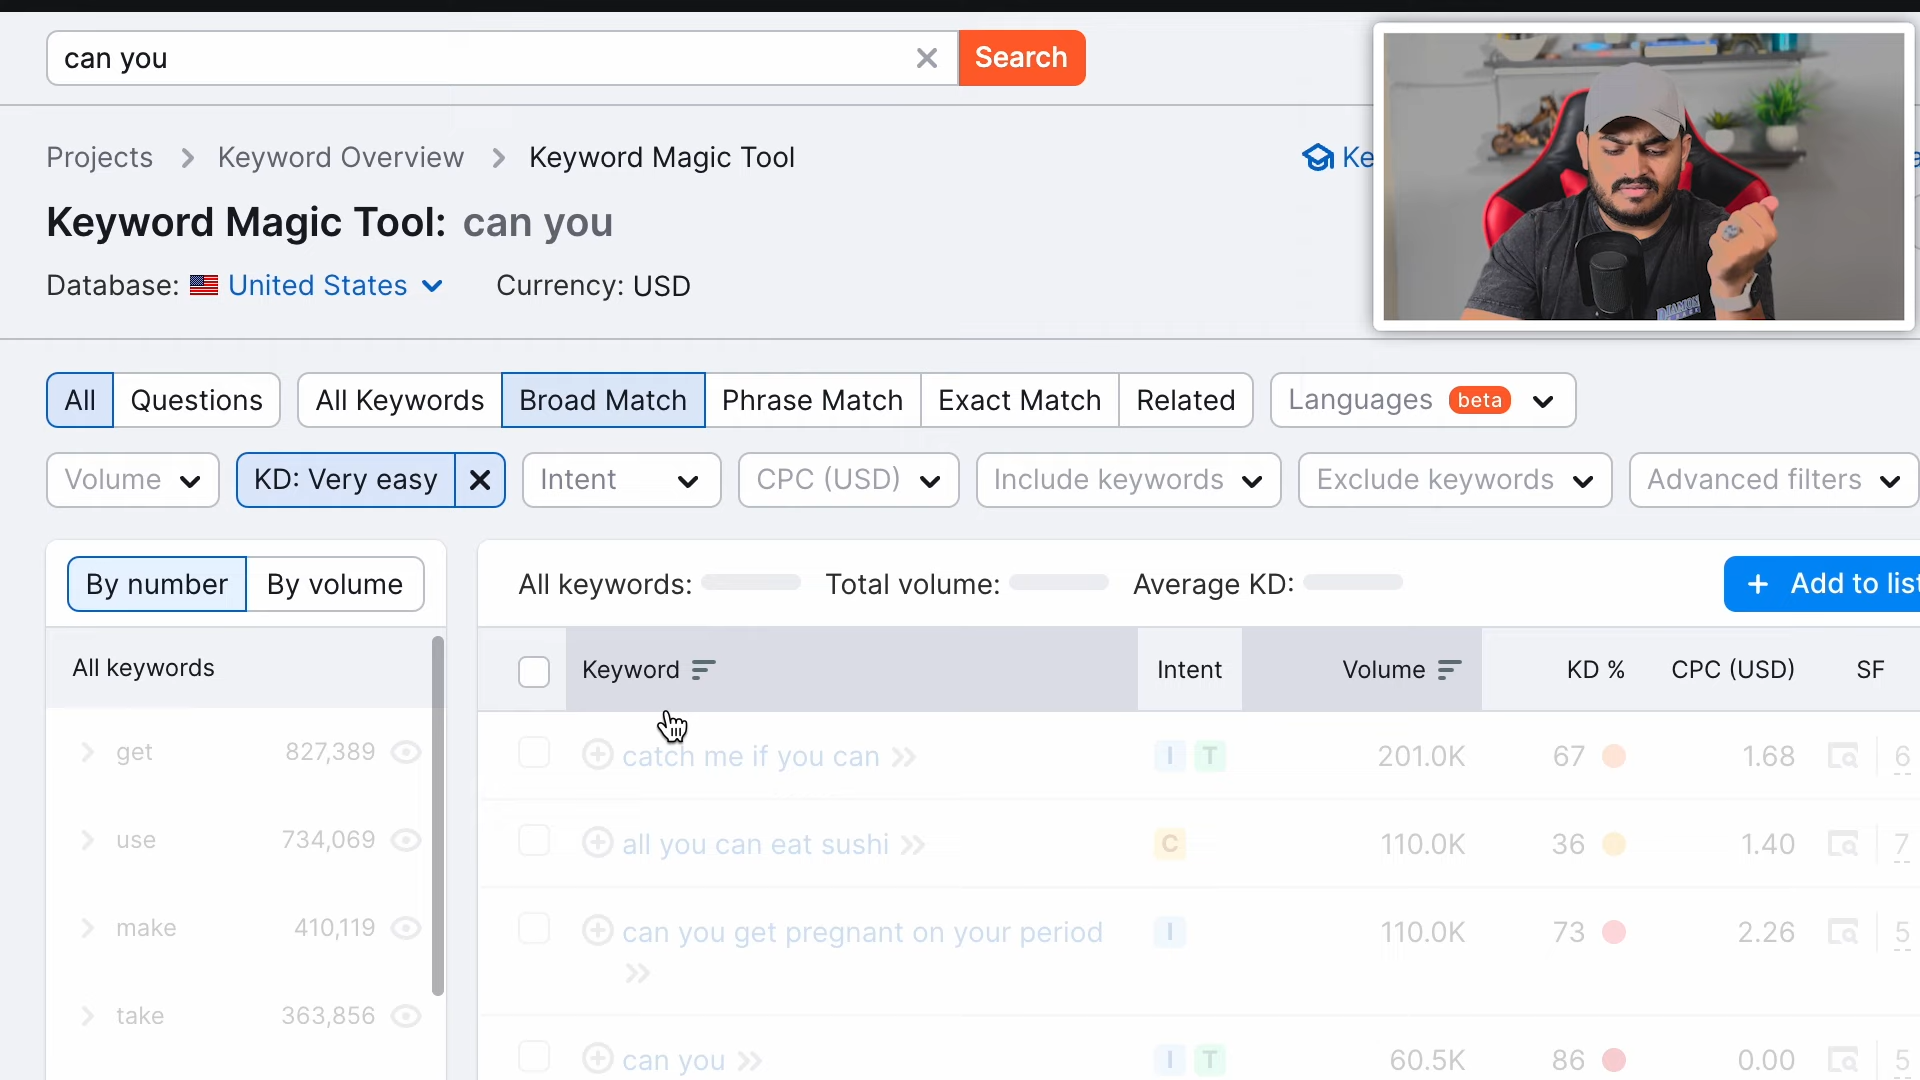 can you
Search
Projects > Keyword Overview > Keyword Magic Tool
Ke
Keyword Magic Tool: can you
Database: United States Currency: USD
All Questions All Keywords Broad Match Phrase Match Exact Match Related Languages beta
Volume KD: Very easy Intent CPC (USD) Include keywords Exclude keywords Advanced filters
By number By volume All keywords: Total volume: Average KD: + Add to list
All keywords Keyword Intent Volume KD % CPC (USD) SF
get 827,389 catch me if you can I T 201.0K 67 1.68 6
use 734,069 all you can eat sushi C 110.0K 36 1.40 7
make 410,119 can you get pregnant on your period I 110.0K 73 2.26 5
take 363,856 can you I T 60.5K 86 0.00 5